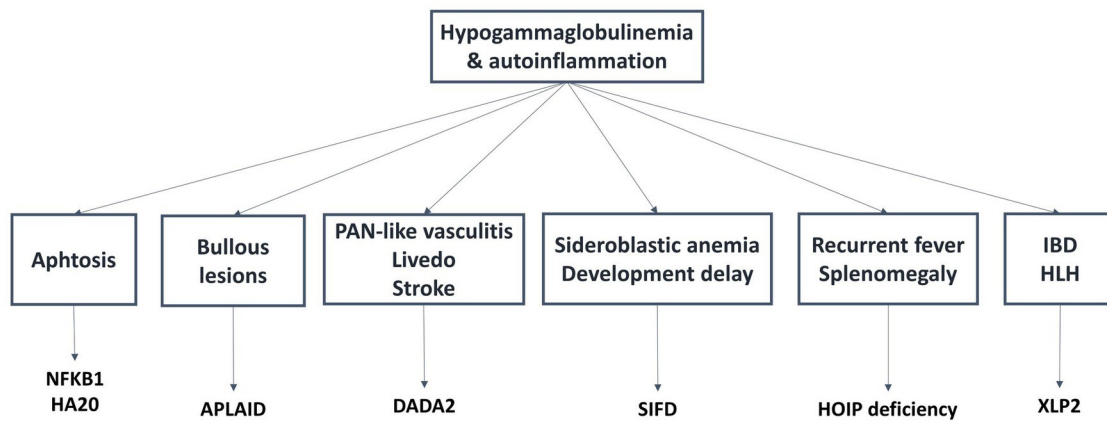 Hypogammaglobulinemia
& autoinflammation
Aphtosis
Bullous
lesions
PAN-like vasculitis
Livedo
Stroke
Sideroblastic anemia
Development delay
Recurrent fever
Splenomegaly
IBD
HLH
NFKB1
HA20
APLAID
DADA2
SIFD
HOIP deficiency
XLP2